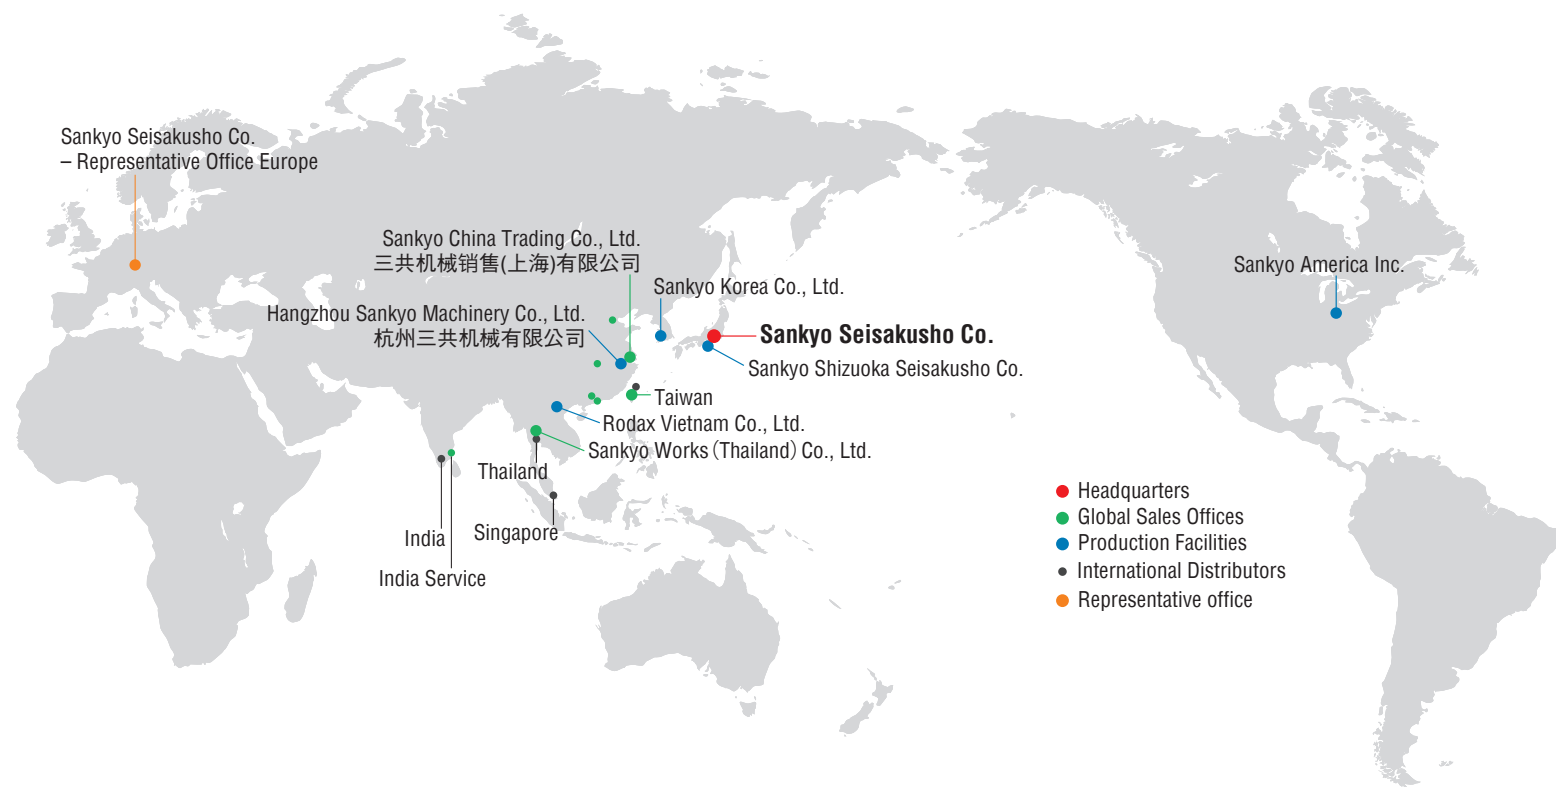 Sankyo Seisakusho Co.
– Representative Office Europe
Sankyo China Trading Co., Ltd.
三共机械销售(上海)有限公司
Sankyo America Inc.
Sankyo Korea Co., Ltd.
Hangzhou Sankyo Machinery Co., Ltd.
杭州三共机械有限公司
Sankyo Seisakusho Co.
Sankyo Shizuoka Seisakusho Co.
Taiwan
Rodax Vietnam Co., Ltd.
Sankyo Works (Thailand) Co., Ltd.
Thailand
Singapore
India
India Service
Headquarters
Global Sales Offices
Production Facilities
International Distributors
Representative office